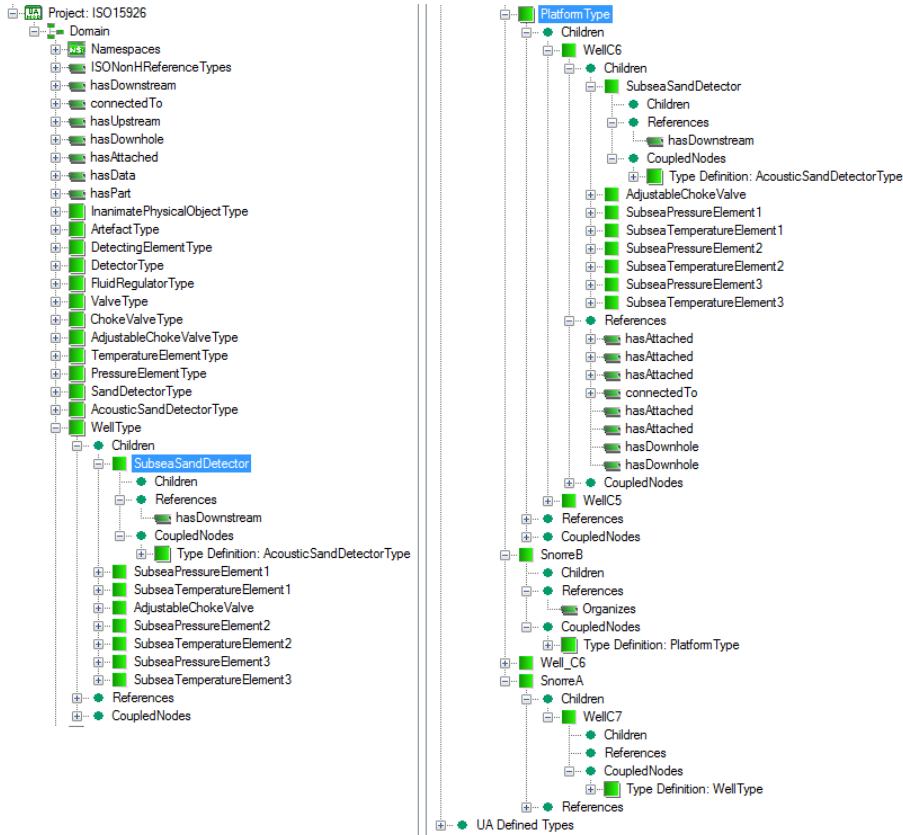 Project: ISO15926
Domain
Namespaces
ISONonHReferenceTypes
hasDownstream
connectedTo
hasUpstream
hasDownhole
hasAttached
hasData
hasPart
InanimatePhysicalObjectType
ArtefactType
DetectingElementType
DetectorType
FluidRegulatorType
ValveType
ChokeValveType
AdjustableChokeValveType
TemperatureElementType
PressureElementType
SandDetectorType
AcousticSandDetectorType
WellType
Children
SubseaSandDetector
Children
References
hasDownstream
CoupledNodes
Type Definition: AcousticSandDetectorType
SubseaPressureElement1
SubseaTemperatureElement1
AdjustableChokeValve
SubseaPressureElement2
SubseaTemperatureElement2
SubseaPressureElement3
SubseaTemperatureElement3
References
CoupledNodes
PlatformType
Children
WellC6
Children
SubseaSandDetector
Children
References
hasDownstream
CoupledNodes
Type Definition: AcousticSandDetectorType
AdjustableChokeValve
SubseaPressureElement1
SubseaTemperatureElement1
SubseaPressureElement2
SubseaTemperatureElement2
SubseaPressureElement3
SubseaTemperatureElement3
References
hasAttached
hasAttached
hasAttached
connectedTo
hasAttached
hasAttached
hasDownhole
hasDownhole
CoupledNodes
WellC5
References
CoupledNodes
SnorreB
Children
References
Organizes
CoupledNodes
Type Definition: PlatformType
Well_C6
SnorreA
Children
WellC7
Children
References
CoupledNodes
Type Definition: WellType
References
UA Defined Types